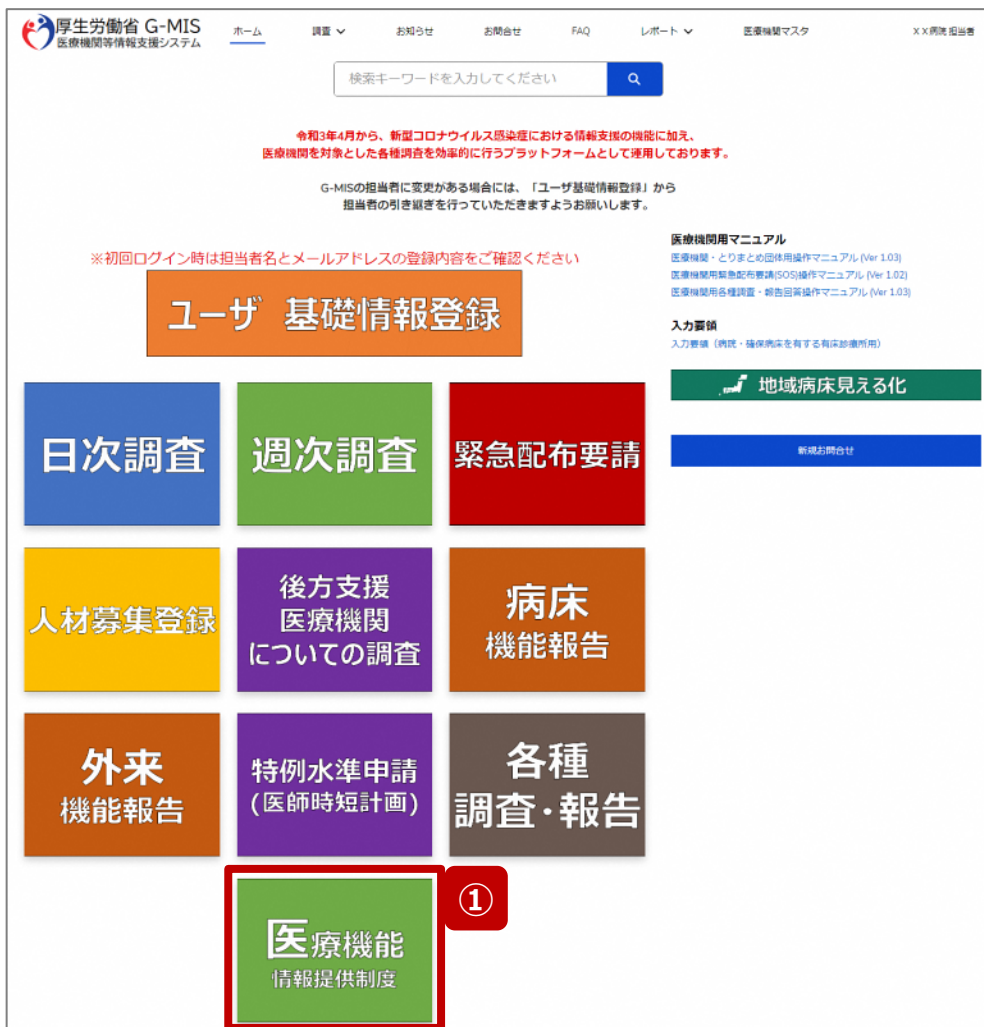 厚生労働省 G-MIS
医療機関等情報支援システム
ホーム 調査 お知らせ お問合せ FAQ レポート 医療機関マスタ XX病院 担当者
検索キーワードを入力してください
令和3年4月から、新型コロナウイルス感染症における情報支援の機能に加え、
医療機関を対象とした各種調査を効率的に行うプラットフォームとして運用しております。
G-MISの担当者に変更がある場合には、「ユーザ基礎情報登録」から
担当者の引き継ぎを行っていただきますようお願いします。
※初回ログイン時は担当者名とメールアドレスの登録内容をご確認ください
ユーザ 基礎情報登録
日次調査
週次調査
緊急配布要請
人材募集登録
後方支援
医療機関
についての調査
病床
機能報告
外来
機能報告
特例水準申請
(医師時短計画)
各種
調査・報告
医療機能
情報提供制度
①
医療機関用マニュアル
医療機関・とりまとめ団体用操作マニュアル (Ver 1.03)
医療機関用緊急配布要請(SOS)操作マニュアル (Ver 1.02)
医療機関用各種調査・報告回答操作マニュアル (Ver 1.03)
入力要領
入力要領（病院・確保病床を有する有床診療所用）
地域病床見える化
新規お問合せ